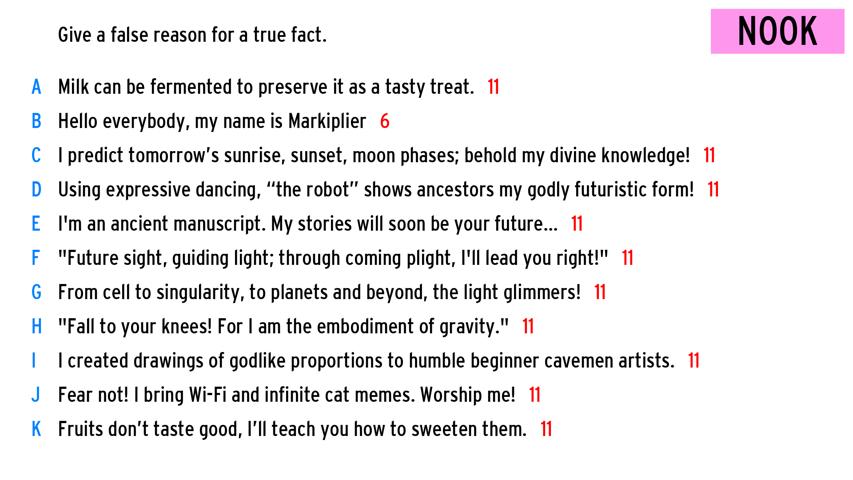 Give a false reason for a true fact.
NOOK
A Milk can be fermented to preserve it as a tasty treat. 11
B Hello everybody, my name is Markiplier 6
C I predict tomorrow's sunrise, sunset, moon phases; behold my divine knowledge! 11
D Using expressive dancing, “the robot” shows ancestors my godly futuristic form! 11
E I'm an ancient manuscript. My stories will soon be your future... 11
F "Future sight, guiding light; through coming plight, I'll lead you right!" 11
G From cell to singularity, to planets and beyond, the light glimmers! 11
H "Fall to your knees! For I am the embodiment of gravity." 11
I I created drawings of godlike proportions to humble beginner cavemen artists. 11
J Fear not! I bring Wi-Fi and infinite cat memes. Worship me! 11
K Fruits don’t taste good, I’ll teach you how to sweeten them. 11